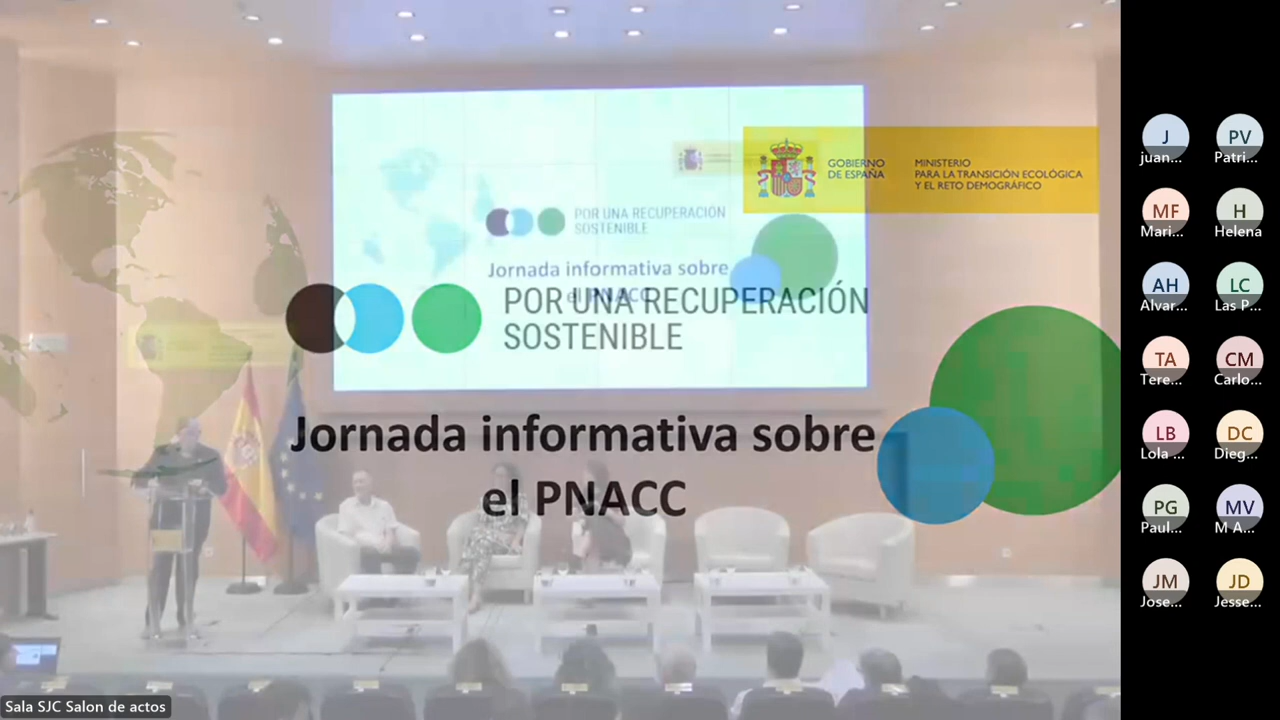 GOBIERNO
DE ESPAÑA
MINISTERIO
PARA LA TRANSICIÓN ECOLÓGICA
Y EL RETO DEMOGRÁFICO
POR UNA RECUPERACIÓN
SOSTENIBLE
Jornada informativa sobre
POR UNA RECUPERACIÓN
SOSTENIBLE
Jornada informativa sobre
el PNACC
Sala SJC Salon de actos
J
juan...
PV
Patri...
MF
Mari...
H
Helena
AH
Alvar...
LC
Las P...
TA
Tere...
CM
Carlo...
LB
Lola ...
DC
Dieg...
PG
Paul...
MV
M A...
JM
Jose...
JD
Jesse...